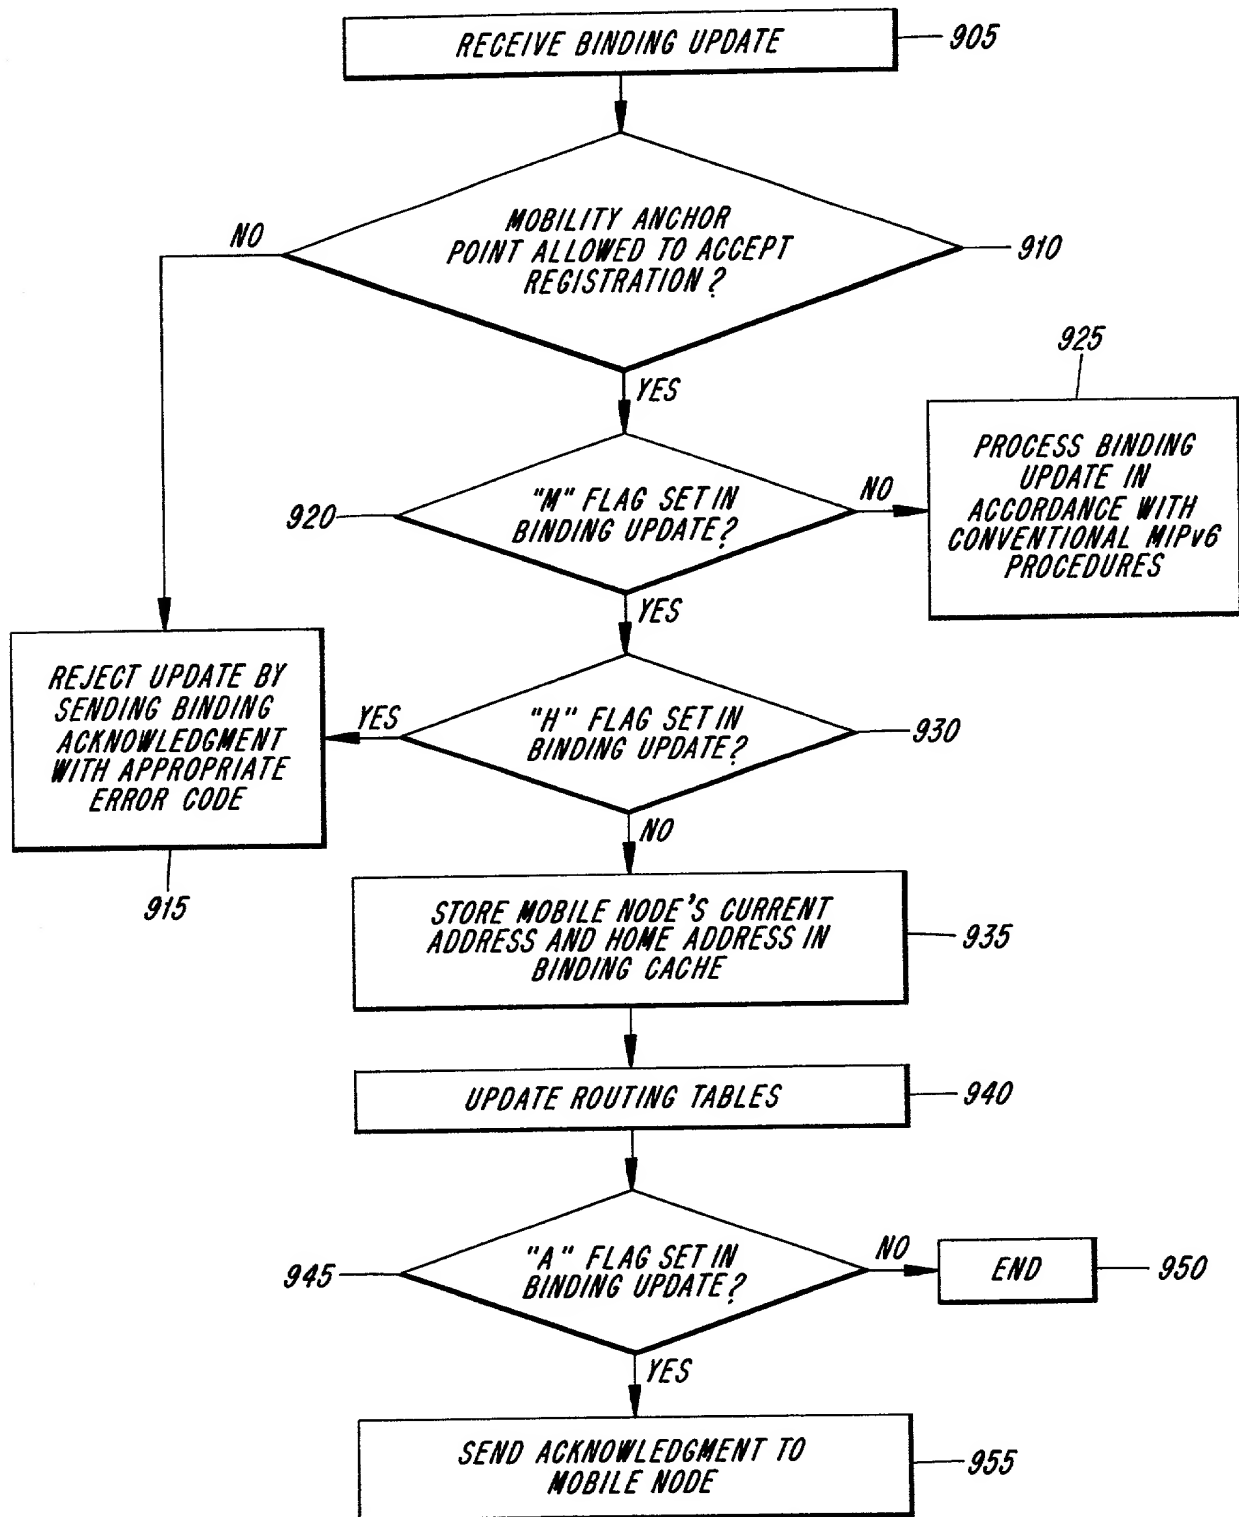 RECEIVE BINDING UPDATE
905
MOBILITY ANCHOR
POINT ALLOWED TO ACCEPT
REGISTRATION?
910
NO
YES
925
PROCESS BINDING
UPDATE IN
ACCORDANCE WITH
CONVENTIONAL MIPv6
PROCEDURES
"M" FLAG SET IN
BINDING UPDATE?
920
NO
YES
REJECT UPDATE BY
SENDING BINDING
ACKNOWLEDGMENT
WITH APPROPRIATE
ERROR CODE
915
YES
"H" FLAG SET IN
BINDING UPDATE?
930
NO
STORE MOBILE NODE'S CURRENT
ADDRESS AND HOME ADDRESS IN
BINDING CACHE
935
UPDATE ROUTING TABLES
940
"A" FLAG SET IN
BINDING UPDATE?
945
NO
END
950
YES
SEND ACKNOWLEDGMENT TO
MOBILE NODE
955